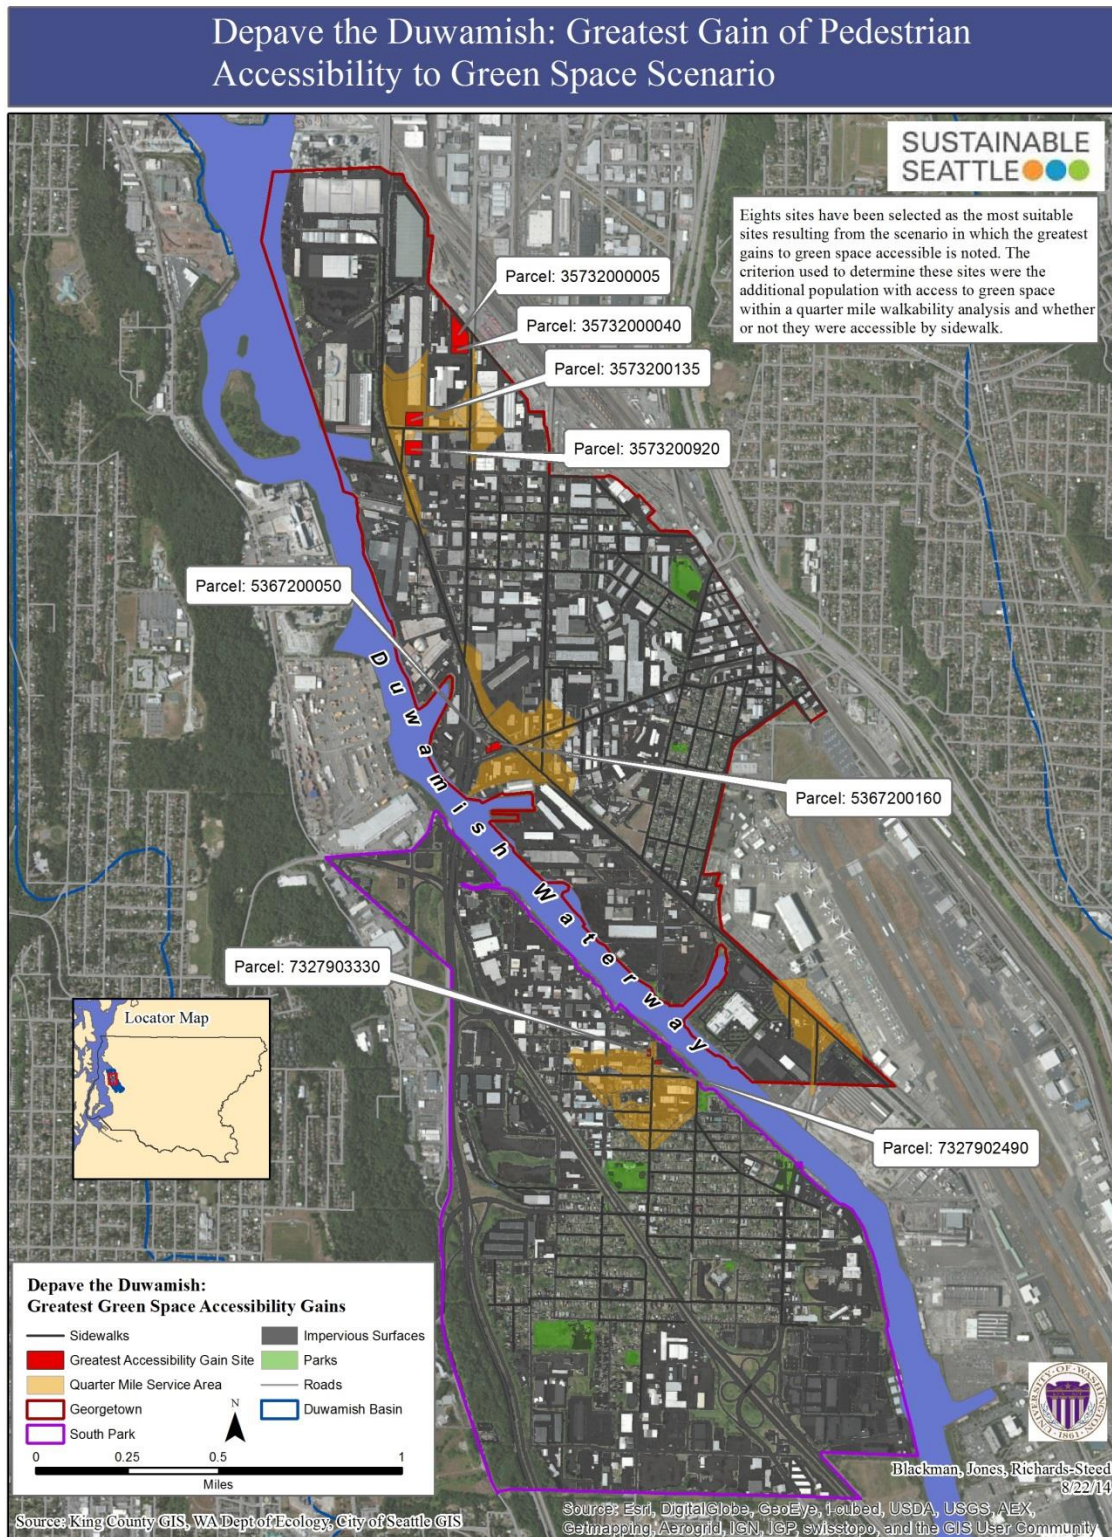 Depave the Duwamish: Greatest Gain of Pedestrian
Accessibility to Green Space Scenario
SUSTAINABLE
SEATTLE
Eights sites have been selected as the most suitable
sites resulting from the scenario in which the greatest
gains to green space accessible is noted. The
criterion used to determine these sites were the
additional population with access to green space
within a quarter mile walkability analysis and whether
or not they were accessible by sidewalk.
Parcel: 35732000005
Parcel: 35732000040
Parcel: 3573200135
Parcel: 3573200920
Parcel: 5367200050
Duwamish Waterway
Parcel: 5367200160
Parcel: 7327903330
Locator Map
Parcel: 7327902490
Depave the Duwamish:
Greatest Green Space Accessibility Gains
Sidewalks
Impervious Surfaces
Greatest Accessibility Gain Site
Parks
Quarter Mile Service Area
Roads
Georgetown
N
Duwamish Basin
South Park
0 0.25 0.5 1
Miles
UNIVERSITY OF WASHINGTON
1861
Blackman, Jones, Richards-Steed
8/22/14
Source: King County GIS, WA Dept of Ecology, City of Seattle GIS
Source: Esri, DigitalGlobe, GeoEye, i-cubed, USDA, USGS, AEX,
Getmapping, Aerogrid, IGN, IGP, swisstopo, and the GIS User Community